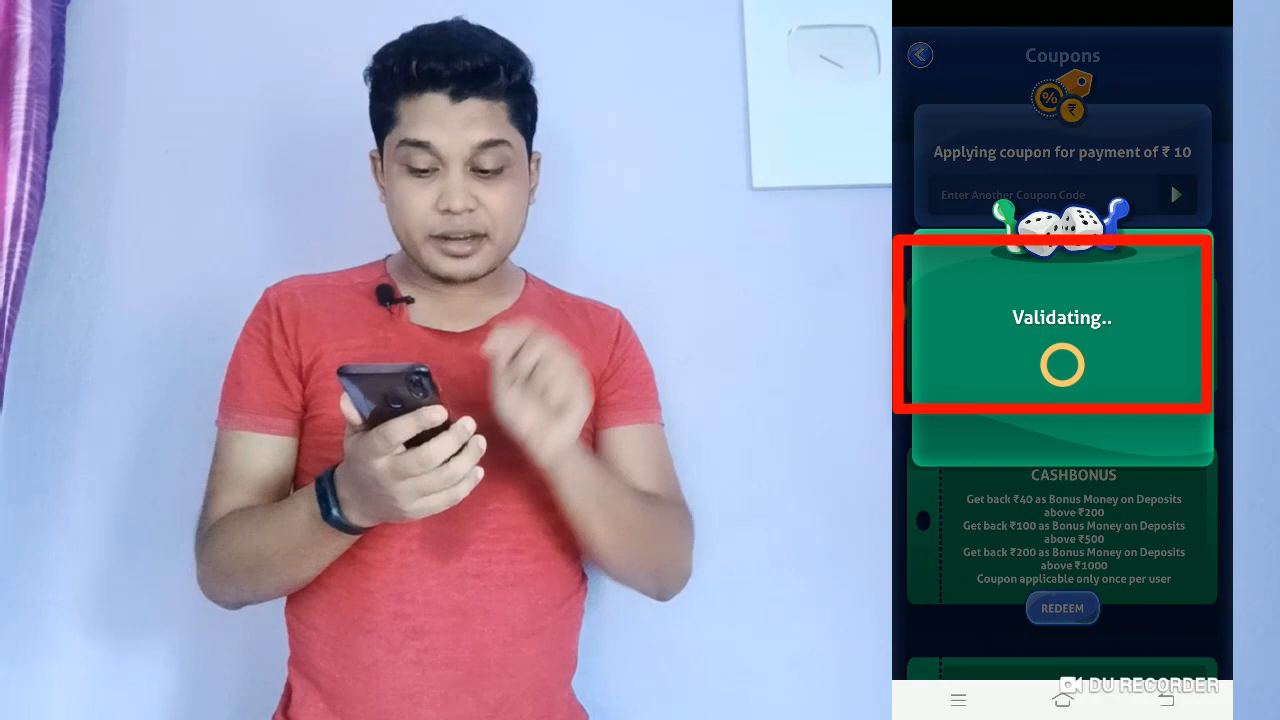 Coupons
%
₹
Applying coupon for payment of ₹ 10
Enter Another Coupon Code
Validating..
CASHBONUS
Get back ₹40 as Bonus Money on Deposits
above ₹200
Get back ₹100 as Bonus Money on Deposits
above ₹500
Get back ₹200 as Bonus Money on Deposits
above ₹1000
Coupon applicable only once per user
REDEEM
DU RECORDER